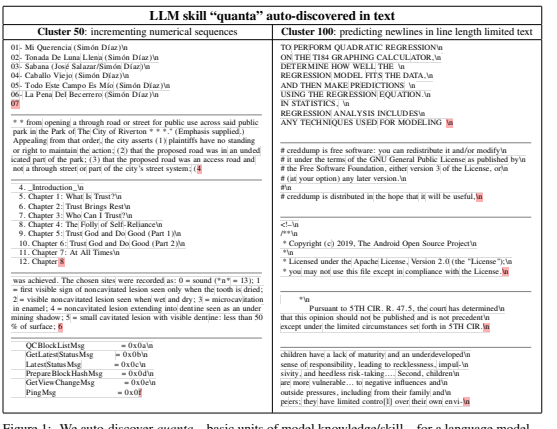 LLM skill “quanta” auto-discovered in text
Cluster 50: incrementing numerical sequences
01- Mi Querencia (Simón Díaz)\n
02- Tonada De Luna Llena (Simón Díaz)\n
03- Sabana (José Salazar/Simón Díaz)\n
04- Caballo Viejo (Simón Díaz)\n
05- Todo Este Campo Es Mío (Simón Díaz)\n
06- La Pena Del Becerrero (Simón Díaz)\n
07
* * from opening a through road or street for public use across said public
park in the Park of The City of Riverton * * *." (Emphasis supplied.)
Appealing from that order, the city asserts (1) plaintiffs have no standing
or right to maintain the action; (2) that the proposed road was in an unded
icated part of the park; (3) that the proposed road was an access road and
not a through street or part of the city's street system; (4
4. _Introduction_\n
5. Chapter 1: What Is Trust?\n
6. Chapter 2: Trust Brings Rest\n
7. Chapter 3: Who Can I Trust?\n
8. Chapter 4: The Folly of Self-Reliance\n
9. Chapter 5: Trust God and Do Good (Part 1)\n
10. Chapter 6: Trust God and Do Good (Part 2)\n
11. Chapter 7: At All Times\n
12. Chapter 8
was achieved. The chosen sites were recorded as: 0 = sound (*n* = 13); 1
= first visible sign of noncavitated lesion seen only when the tooth is dried;
2 = visible noncavitated lesion seen when wet and dry; 3 = microcavitation
in enamel; 4 = noncavitated lesion extending into dentine seen as an under
mining shadow; 5 = small cavitated lesion with visible dentine: less than 50
% of surface; 6
QCBlockListMsg = 0x0a\n
GetLatestStatusMsg = 0x0b\n
LatestStatusMsg = 0x0c\n
PrepareBlockHashMsg = 0x0d\n
GetViewChangeMsg = 0x0e\n
PingMsg = 0x0f
Cluster 100: predicting newlines in line length limited text
TO PERFORM QUADRATIC REGRESSION\n
ON THE TI84 GRAPHING CALCULATOR,\n
DETERMINE HOW WELL THE \n
REGRESSION MODEL FITS THE DATA,\n
AND THEN MAKE PREDICTIONS \n
USING THE REGRESSION EQUATION.\n
IN STATISTICS, \n
REGRESSION ANALYSIS INCLUDES\n
ANY TECHNIQUES USED FOR MODELING \n
# creddump is free software: you can redistribute it and/or modify\n
# it under the terms of the GNU General Public License as published by\n
# the Free Software Foundation, either version 3 of the License, or\n
# (at your option) any later version.\n
#\n
# creddump is distributed in the hope that it will be useful,\n
<!–\n
/**\n
* Copyright (c) 2019, The Android Open Source Project\n
*\n
* Licensed under the Apache License, Version 2.0 (the "License");\n
* you may not use this file except in compliance with the License.\n
*\n
Pursuant to 5TH CIR. R. 47.5, the court has determined\n
that this opinion should not be published and is not precedent\n
except under the limited circumstances set forth in 5TH CIR.\n
children have a lack of maturity and an underdeveloped\n
sense of responsibility, leading to recklessness, impul-\n
sivity, and heedless risk-taking.... Second, children\n
are more vulnerable... to negative influences and\n
outside pressures, including from their family and\n
peers; they have limited contro[l] over their own envi-\n
Figure 1: We auto-discover quanta – basic units of model knowledge/skill – for a language model